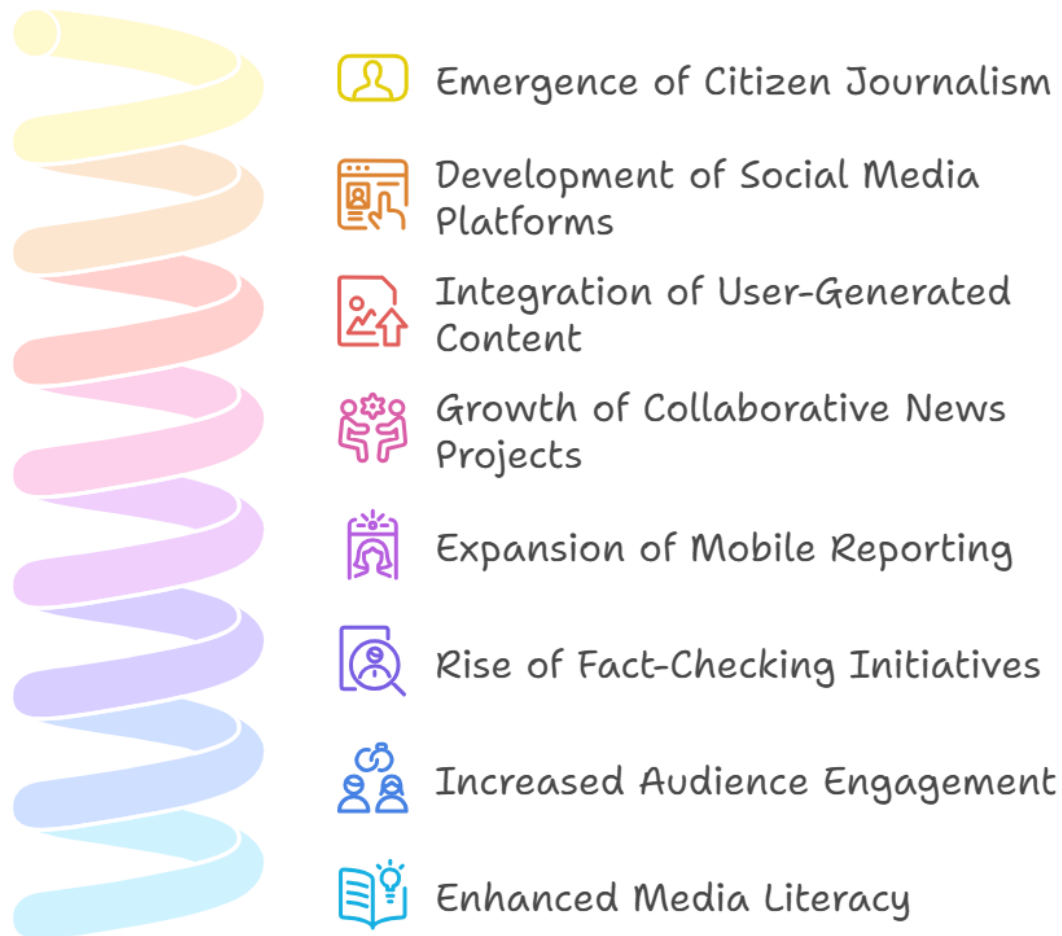 Emergence of Citizen Journalism
Development of Social Media
Platforms
Integration of User-Generated
Content
Growth of Collaborative News
Projects
Expansion of Mobile Reporting
Rise of Fact-Checking Initiatives
Increased Audience Engagement
Enhanced Media Literacy